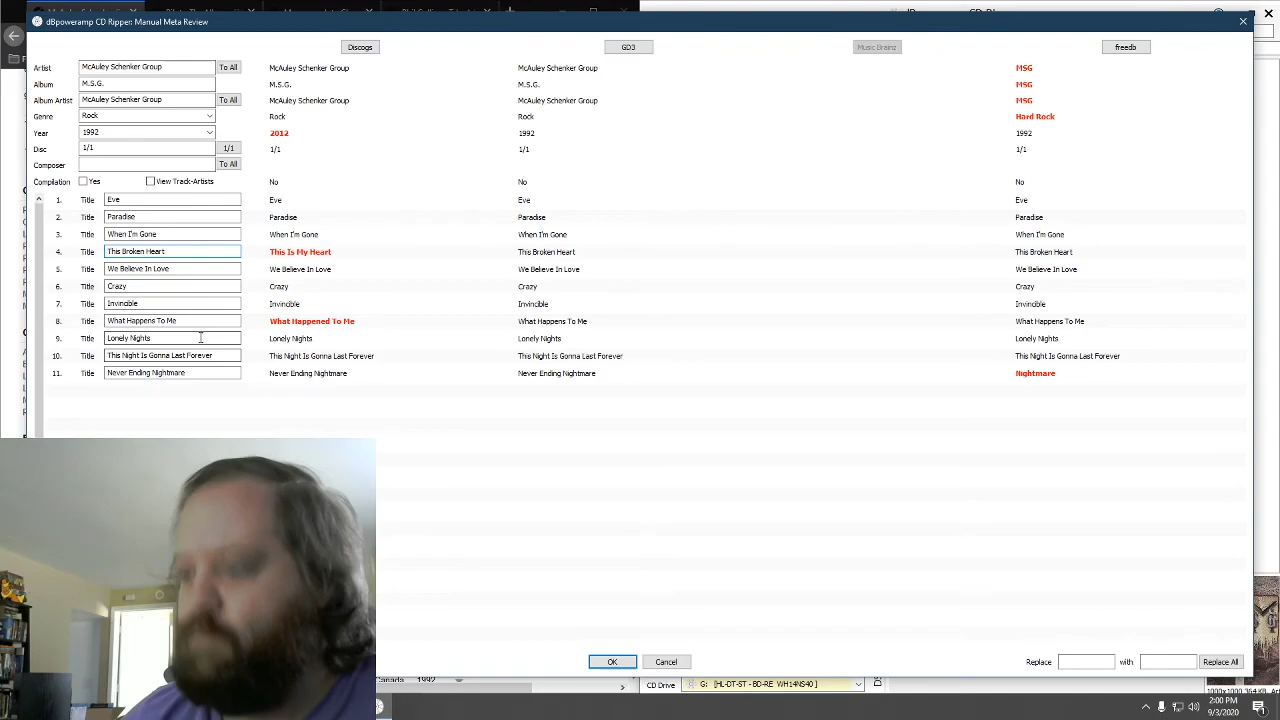 dBpoweramp CD Ripper: Manual Meta Review
Discogs GD3 Music Brainz freedb
Artist McAuley Schenker Group To All McAuley Schenker Group McAuley Schenker Group MSG
Album M.S.G. M.S.G. M.S.G. MSG
Album Artist McAuley Schenker Group To All McAuley Schenker Group McAuley Schenker Group MSG
Genre Rock Rock Rock Hard Rock
Year 1992 2012 1992 1992
Disc 1/1 1/1 1/1 1/1 1/1
Composer To All
Compilation Yes View Track-Artists No No No
1. Title Eve Eve Eve Eve
2. Title Paradise Paradise Paradise Paradise
3. Title When I'm Gone When I'm Gone When I'm Gone When I'm Gone
4. Title This Broken Heart This Is My Heart This Broken Heart This Broken Heart
5. Title We Believe In Love We Believe In Love We Believe In Love We Believe In Love
6. Title Crazy Crazy Crazy Crazy
7. Title Invincible Invincible Invincible Invincible
8. Title What Happens To Me What Happened To Me What Happens To Me What Happens To Me
9. Title Lonely Nights Lonely Nights Lonely Nights Lonely Nights
10. Title This Night Is Gonna Last Forever This Night Is Gonna Last Forever This Night Is Gonna Last Forever This Night Is Gonna Last Forever
11. Title Never Ending Nightmare Never Ending Nightmare Never Ending Nightmare Nightmare
OK Cancel Replace with Replace All
Canada 1992 CD Drive G: [HL-DT-ST - BD-RE WH14NS40 ]
2:00 PM
9/3/2020